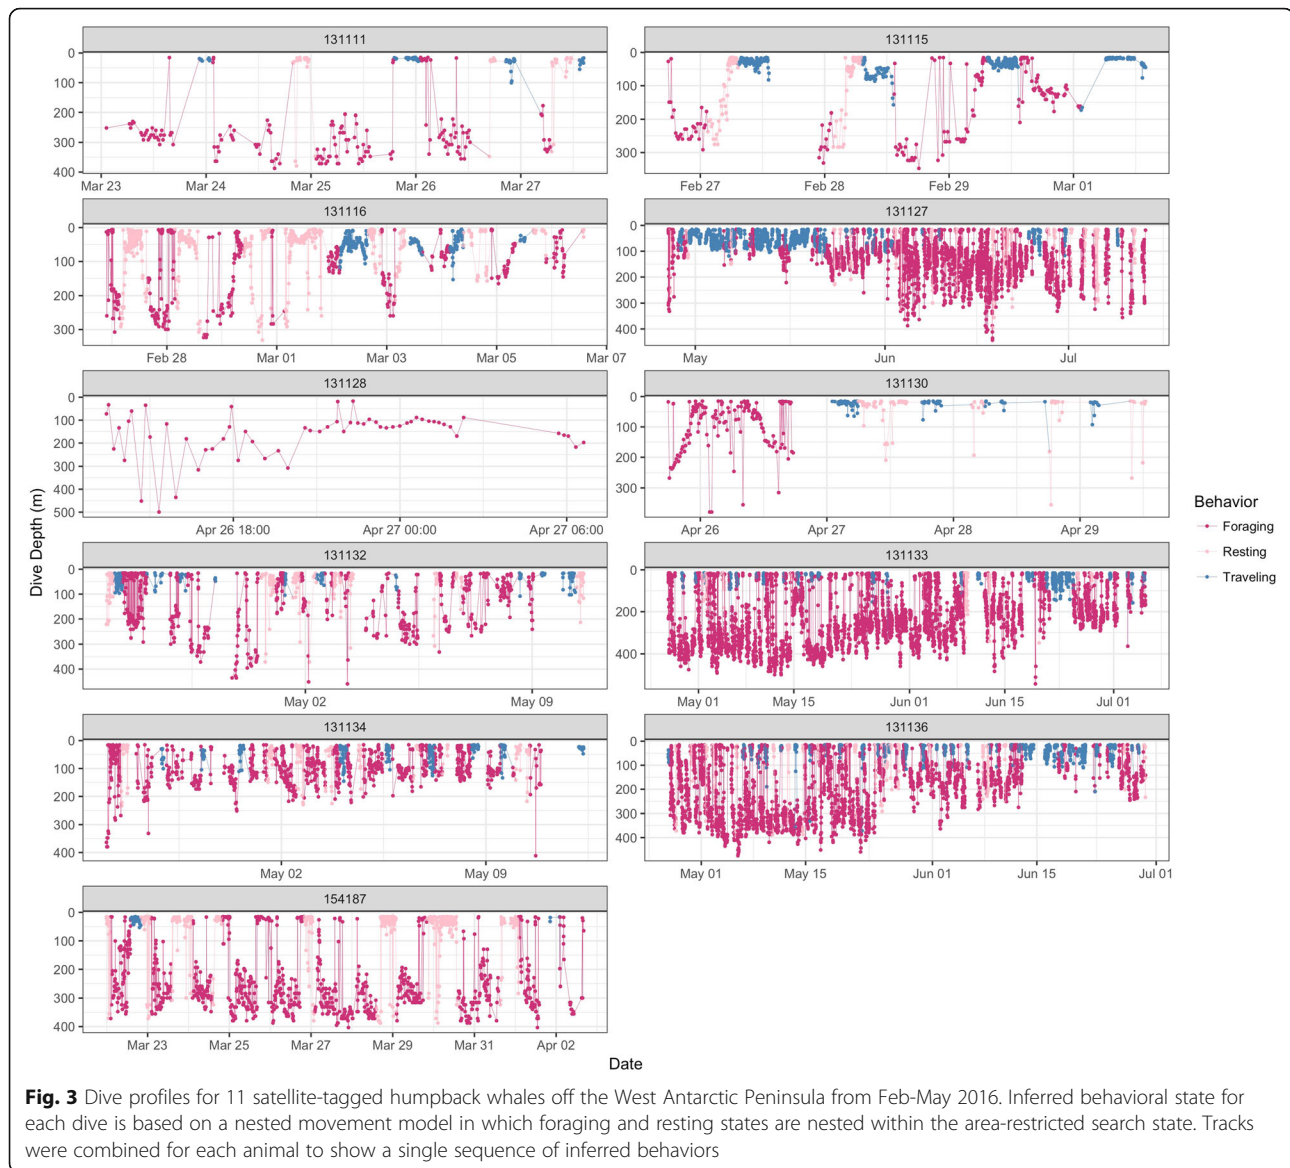 131111
0
100
200
300
400
Mar 23
Mar 24
Mar 25
Mar 26
Mar 27
131115
0
100
200
300
Feb 27
Feb 28
Feb 29
Mar 01
131116
0
100
200
300
Feb 28
Mar 01
Mar 03
Mar 05
Mar 07
131127
0
100
200
300
400
May
Jun
Jul
131128
0
100
200
300
400
500
Apr 26 18:00
Apr 27 00:00
Apr 27 06:00
131130
0
100
200
300
Apr 26
Apr 27
Apr 28
Apr 29
131132
0
100
200
300
400
May 02
May 09
131133
0
200
400
May 01
May 15
Jun 01
Jun 15
Jul 01
131134
0
100
200
300
400
May 02
May 09
131136
0
100
200
300
400
May 01
May 15
Jun 01
Jun 15
Jul 01
154187
0
100
200
300
400
Mar 23
Mar 25
Mar 27
Mar 29
Mar 31
Apr 02
Dive Depth (m)
Date
Behavior
Foraging
Resting
Traveling
Fig. 3 Dive profiles for 11 satellite-tagged humpback whales off the West Antarctic Peninsula from Feb-May 2016. Inferred behavioral state for
each dive is based on a nested movement model in which foraging and resting states are nested within the area-restricted search state. Tracks
were combined for each animal to show a single sequence of inferred behaviors